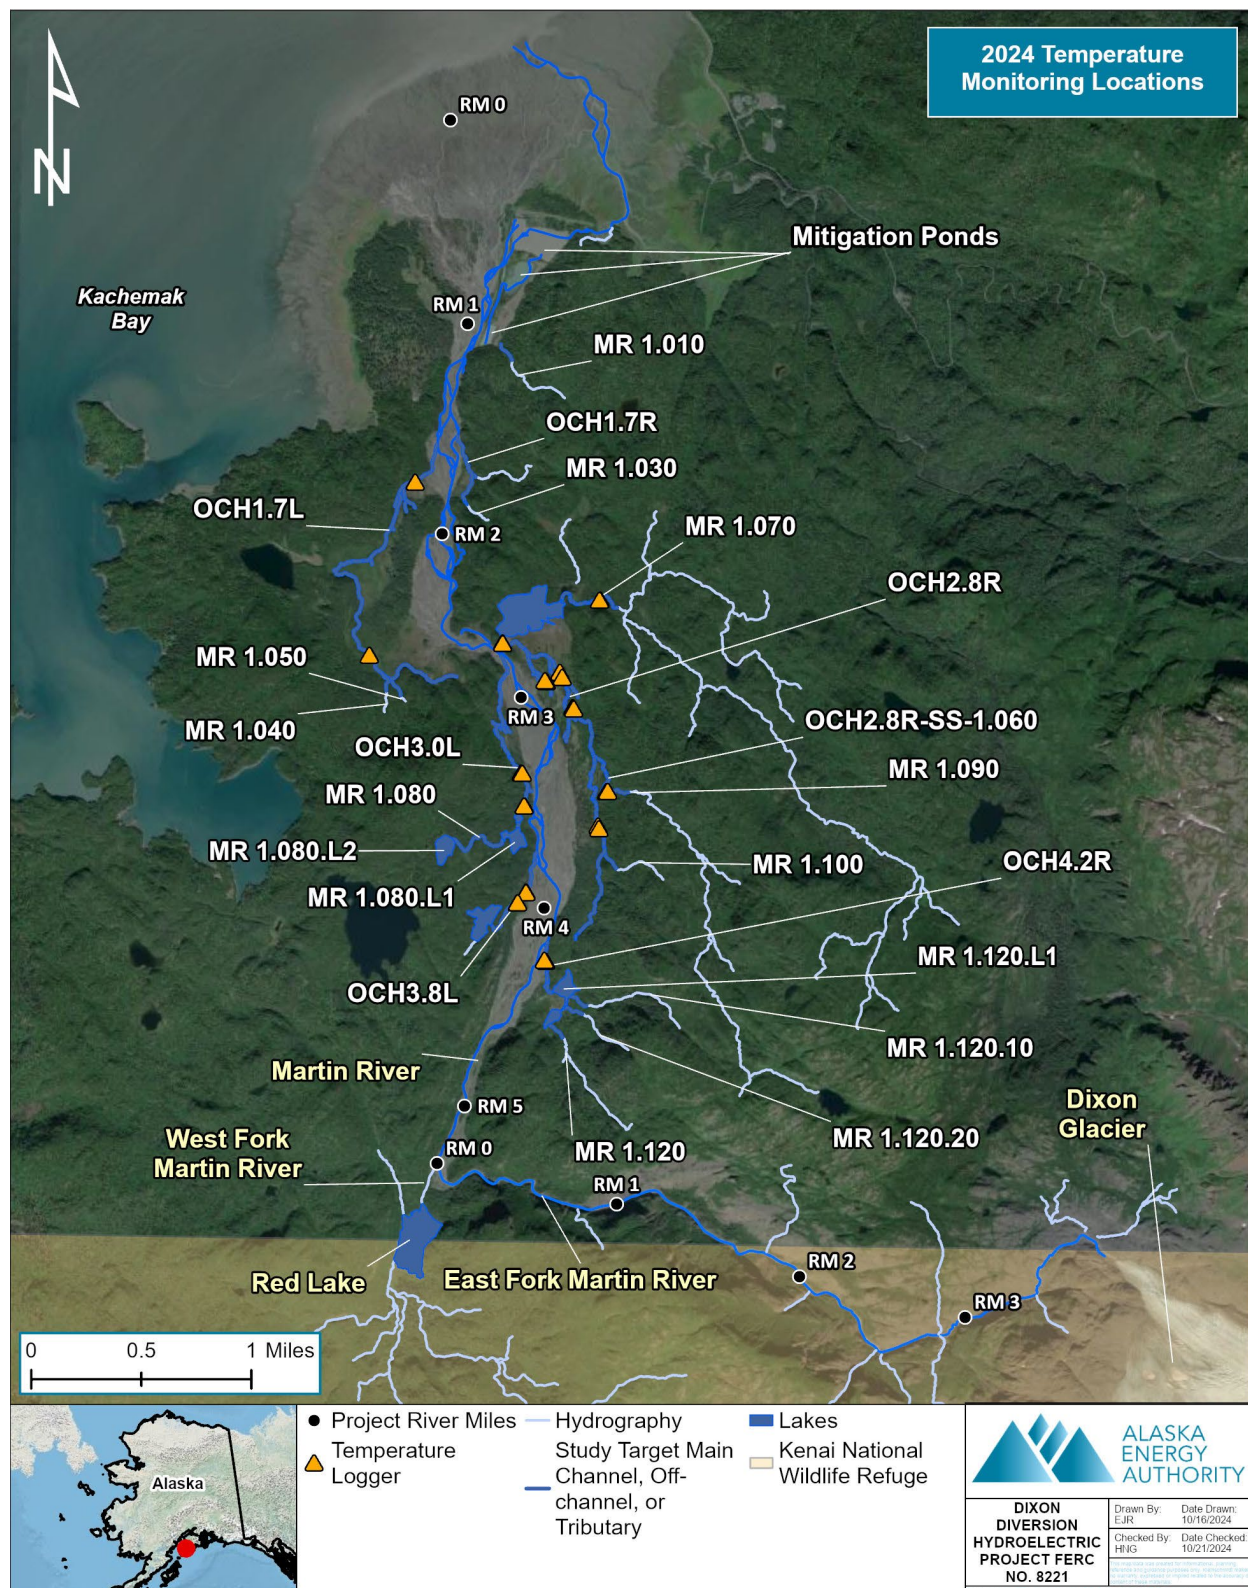 2024 Temperature
Monitoring Locations
N
RM 0
Mitigation Ponds
Kachemak
Bay
RM 1
MR 1.010
OCH1.7R
MR 1.030
OCH1.7L
RM 2
MR 1.070
OCH2.8R
MR 1.050
MR 1.040
RM 3
OCH2.8R-SS-1.060
OCH3.0L
MR 1.090
MR 1.080
MR 1.080.L2
MR 1.100
OCH4.2R
MR 1.080.L1
RM 4
MR 1.120.L1
OCH3.8L
MR 1.120.10
Martin River
RM 5
Dixon
Glacier
West Fork
Martin River
RM 0
MR 1.120
MR 1.120.20
RM 1
RM 2
Red Lake
East Fork Martin River
RM 3
0 0.5 1 Miles
Alaska
Project River Miles
Temperature
Logger
Hydrography
Study Target Main
Channel, Off-
channel, or
Tributary
Lakes
Kenai National
Wildlife Refuge
ALASKA
ENERGY
AUTHORITY
DIXON
DIVERSION
HYDROELECTRIC
PROJECT FERC
NO. 8221
Drawn By:
EJR
Date Drawn:
10/16/2024
Checked By:
HNG
Date Checked:
10/21/2024